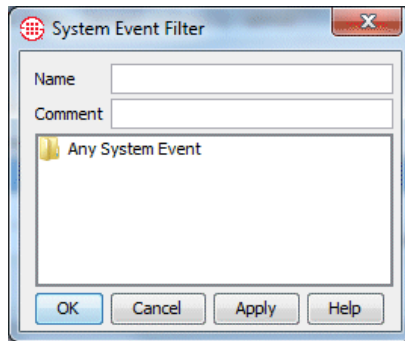 System Event Filter
Name
Comment
Any System Event
OK Cancel Apply Help